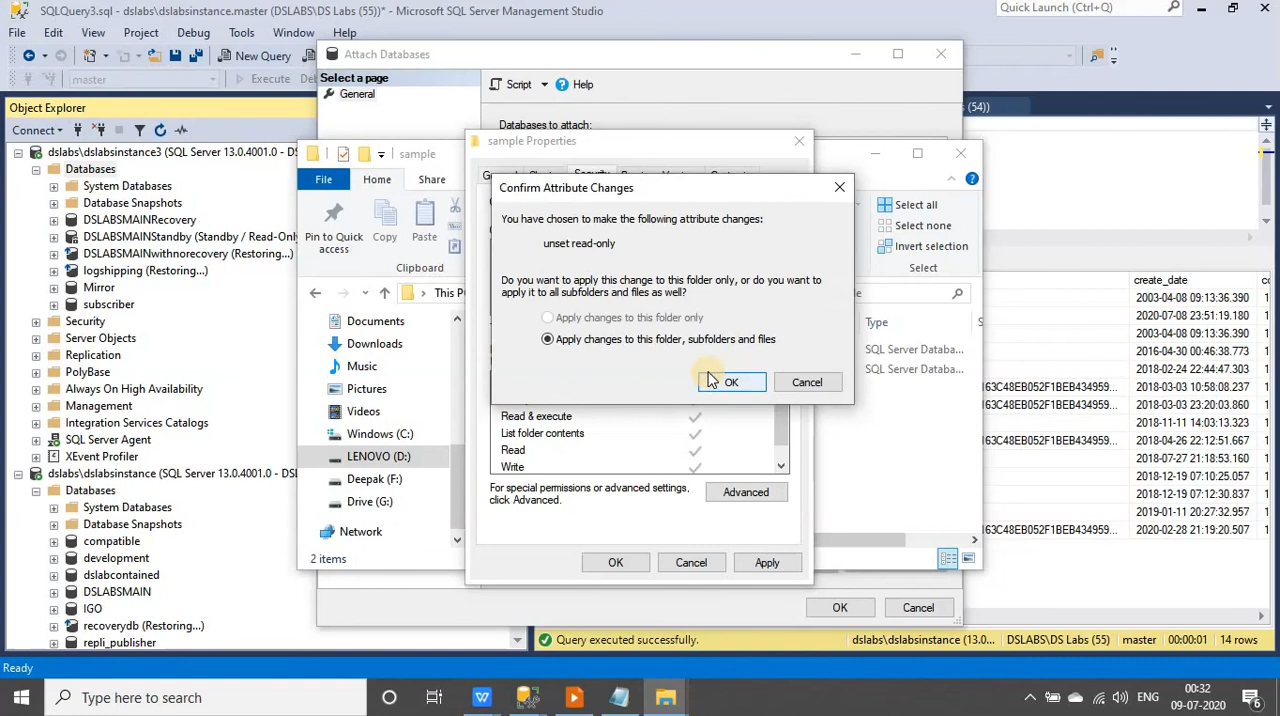 SQLQuery3.sql - dslabs\dslabsinstance.master (DSLABS\DS Labs (55))* - Microsoft SQL Server Management Studio
Quick Launch (Ctrl+Q)
File Edit View Project Debug Tools Window Help
New Query
master Execute
Attach Databases
Select a page
General
Script Help
Databases to attach:
(54))
Object Explorer
Connect
dslabs\dslabsinstance3 (SQL Server 13.0.4001.0 - D
Databases
System Databases
Database Snapshots
DSLABSMAINRecovery
DSLABSMAINStandby (Standby / Read-Only
DSLABSMAINwithnorecovery (Restoring...)
logshipping (Restoring...)
Mirror
subscriber
Security
Server Objects
Replication
PolyBase
Always On High Availability
Management
Integration Services Catalogs
SQL Server Agent
XEvent Profiler
dslabs\dslabsinstance (SQL Server 13.0.4001.0 - DS
Databases
System Databases
Database Snapshots
compatible
development
dslabcontained
DSLABSMAIN
IGO
recoverydb (Restoring...)
repli_publisher
sample
File Home Share
Pin to Quick access
Copy
Paste
Clipboard
This P
Documents
Downloads
Music
Pictures
Videos
Windows (C:)
LENOVO (D:)
Deepak (F:)
Drive (G:)
Network
2 items
Select all
Select none
Invert selection
Select
Type
SQL Server Databa...
SQL Server Databa...
sample Properties
Security
Confirm Attribute Changes
You have chosen to make the following attribute changes:
unset read-only
Do you want to apply this change to this folder only, or do you want to
apply it to all subfolders and files as well?
Apply changes to this folder only
Apply changes to this folder, subfolders and files
OK Cancel
Read & execute
List folder contents
Read
Write
For special permissions or advanced settings,
click Advanced.
Advanced
OK Cancel Apply
OK Cancel
create_date
2003-04-08 09:13:36.390
2020-07-08 23:51:19.180
2003-04-08 09:13:36.390
2016-04-30 00:46:38.773
2018-02-24 22:44:47.303
163C48EB052F1BEB434959... 2018-03-03 10:58:08.237
163C48EB052F1BEB434959... 2018-03-03 23:20:03.860
2018-11-11 14:03:13.323
163C48EB052F1BEB434959... 2018-04-26 22:12:51.663
2018-07-27 21:18:53.160
2018-12-19 07:10:25.293
2018-12-19 07:12:30.837
2019-01-11 20:27:32.967
163C48EB052F1BEB434959... 2020-02-28 21:19:20.507
Query executed successfully. dslabs\dslabsinstance (13.0... DSLABS\DS Labs (55) master 00:00:01 14 rows
Ready
Type here to search
ENG
00:32
09-07-2020
6